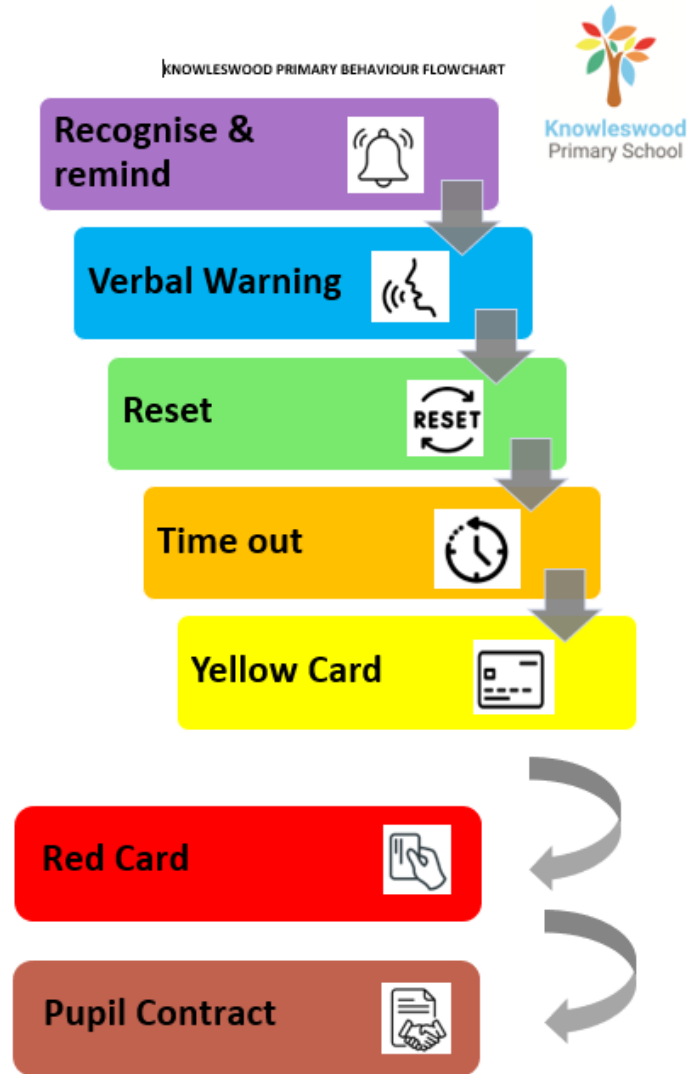 KNOWLESWOOD PRIMARY BEHAVIOUR FLOWCHART
Knowleswood
Primary School
Recognise &
remind
Verbal Warning
Reset
RESET
Time out
Yellow Card
Red Card
Pupil Contract